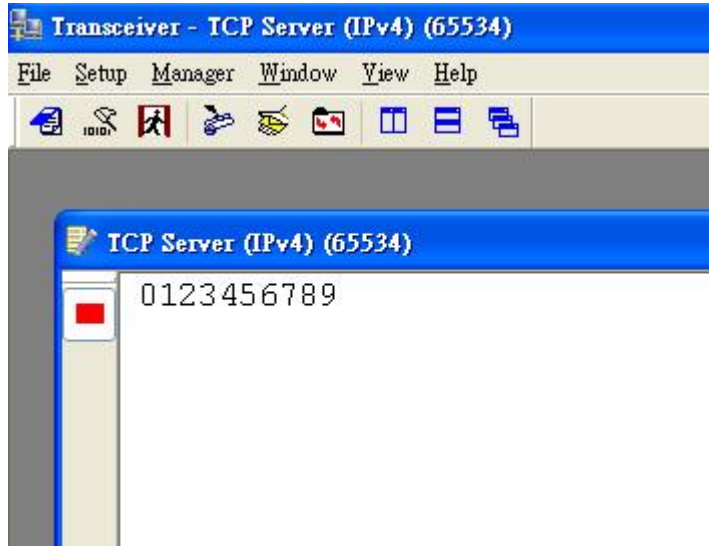 Transceiver - TCP Server (IPv4) (65534)
File Setup Manager Window View Help
TCP Server (IPv4) (65534)
0123456789